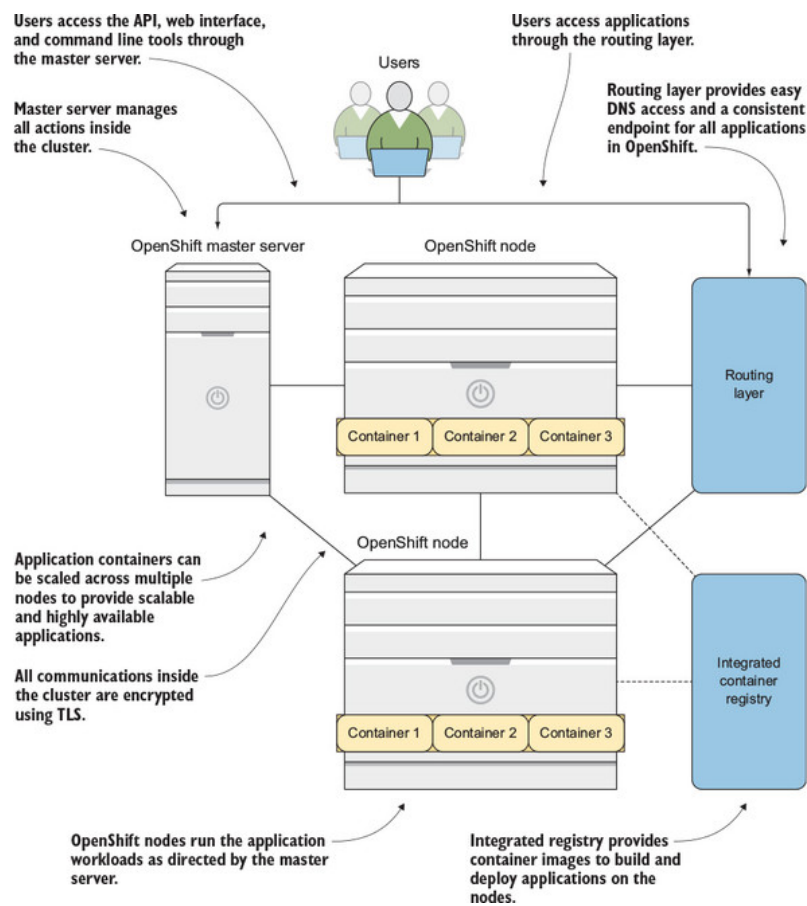 Users access the API, web interface,
and command line tools through
the master server.
Users access applications
through the routing layer.
Users
Routing layer provides easy
DNS access and a consistent
endpoint for all applications
in OpenShift.
Master server manages
all actions inside
the cluster.
OpenShift master server
OpenShift node
Routing
layer
Container 1
Container 2
Container 3
OpenShift node
Application containers can
be scaled across multiple
nodes to provide scalable
and highly available
applications.
All communications inside
the cluster are encrypted
using TLS.
Integrated
container
registry
Container 1
Container 2
Container 3
OpenShift nodes run the application
workloads as directed by the master
server.
Integrated registry provides
container images to build and
deploy applications on the
nodes.